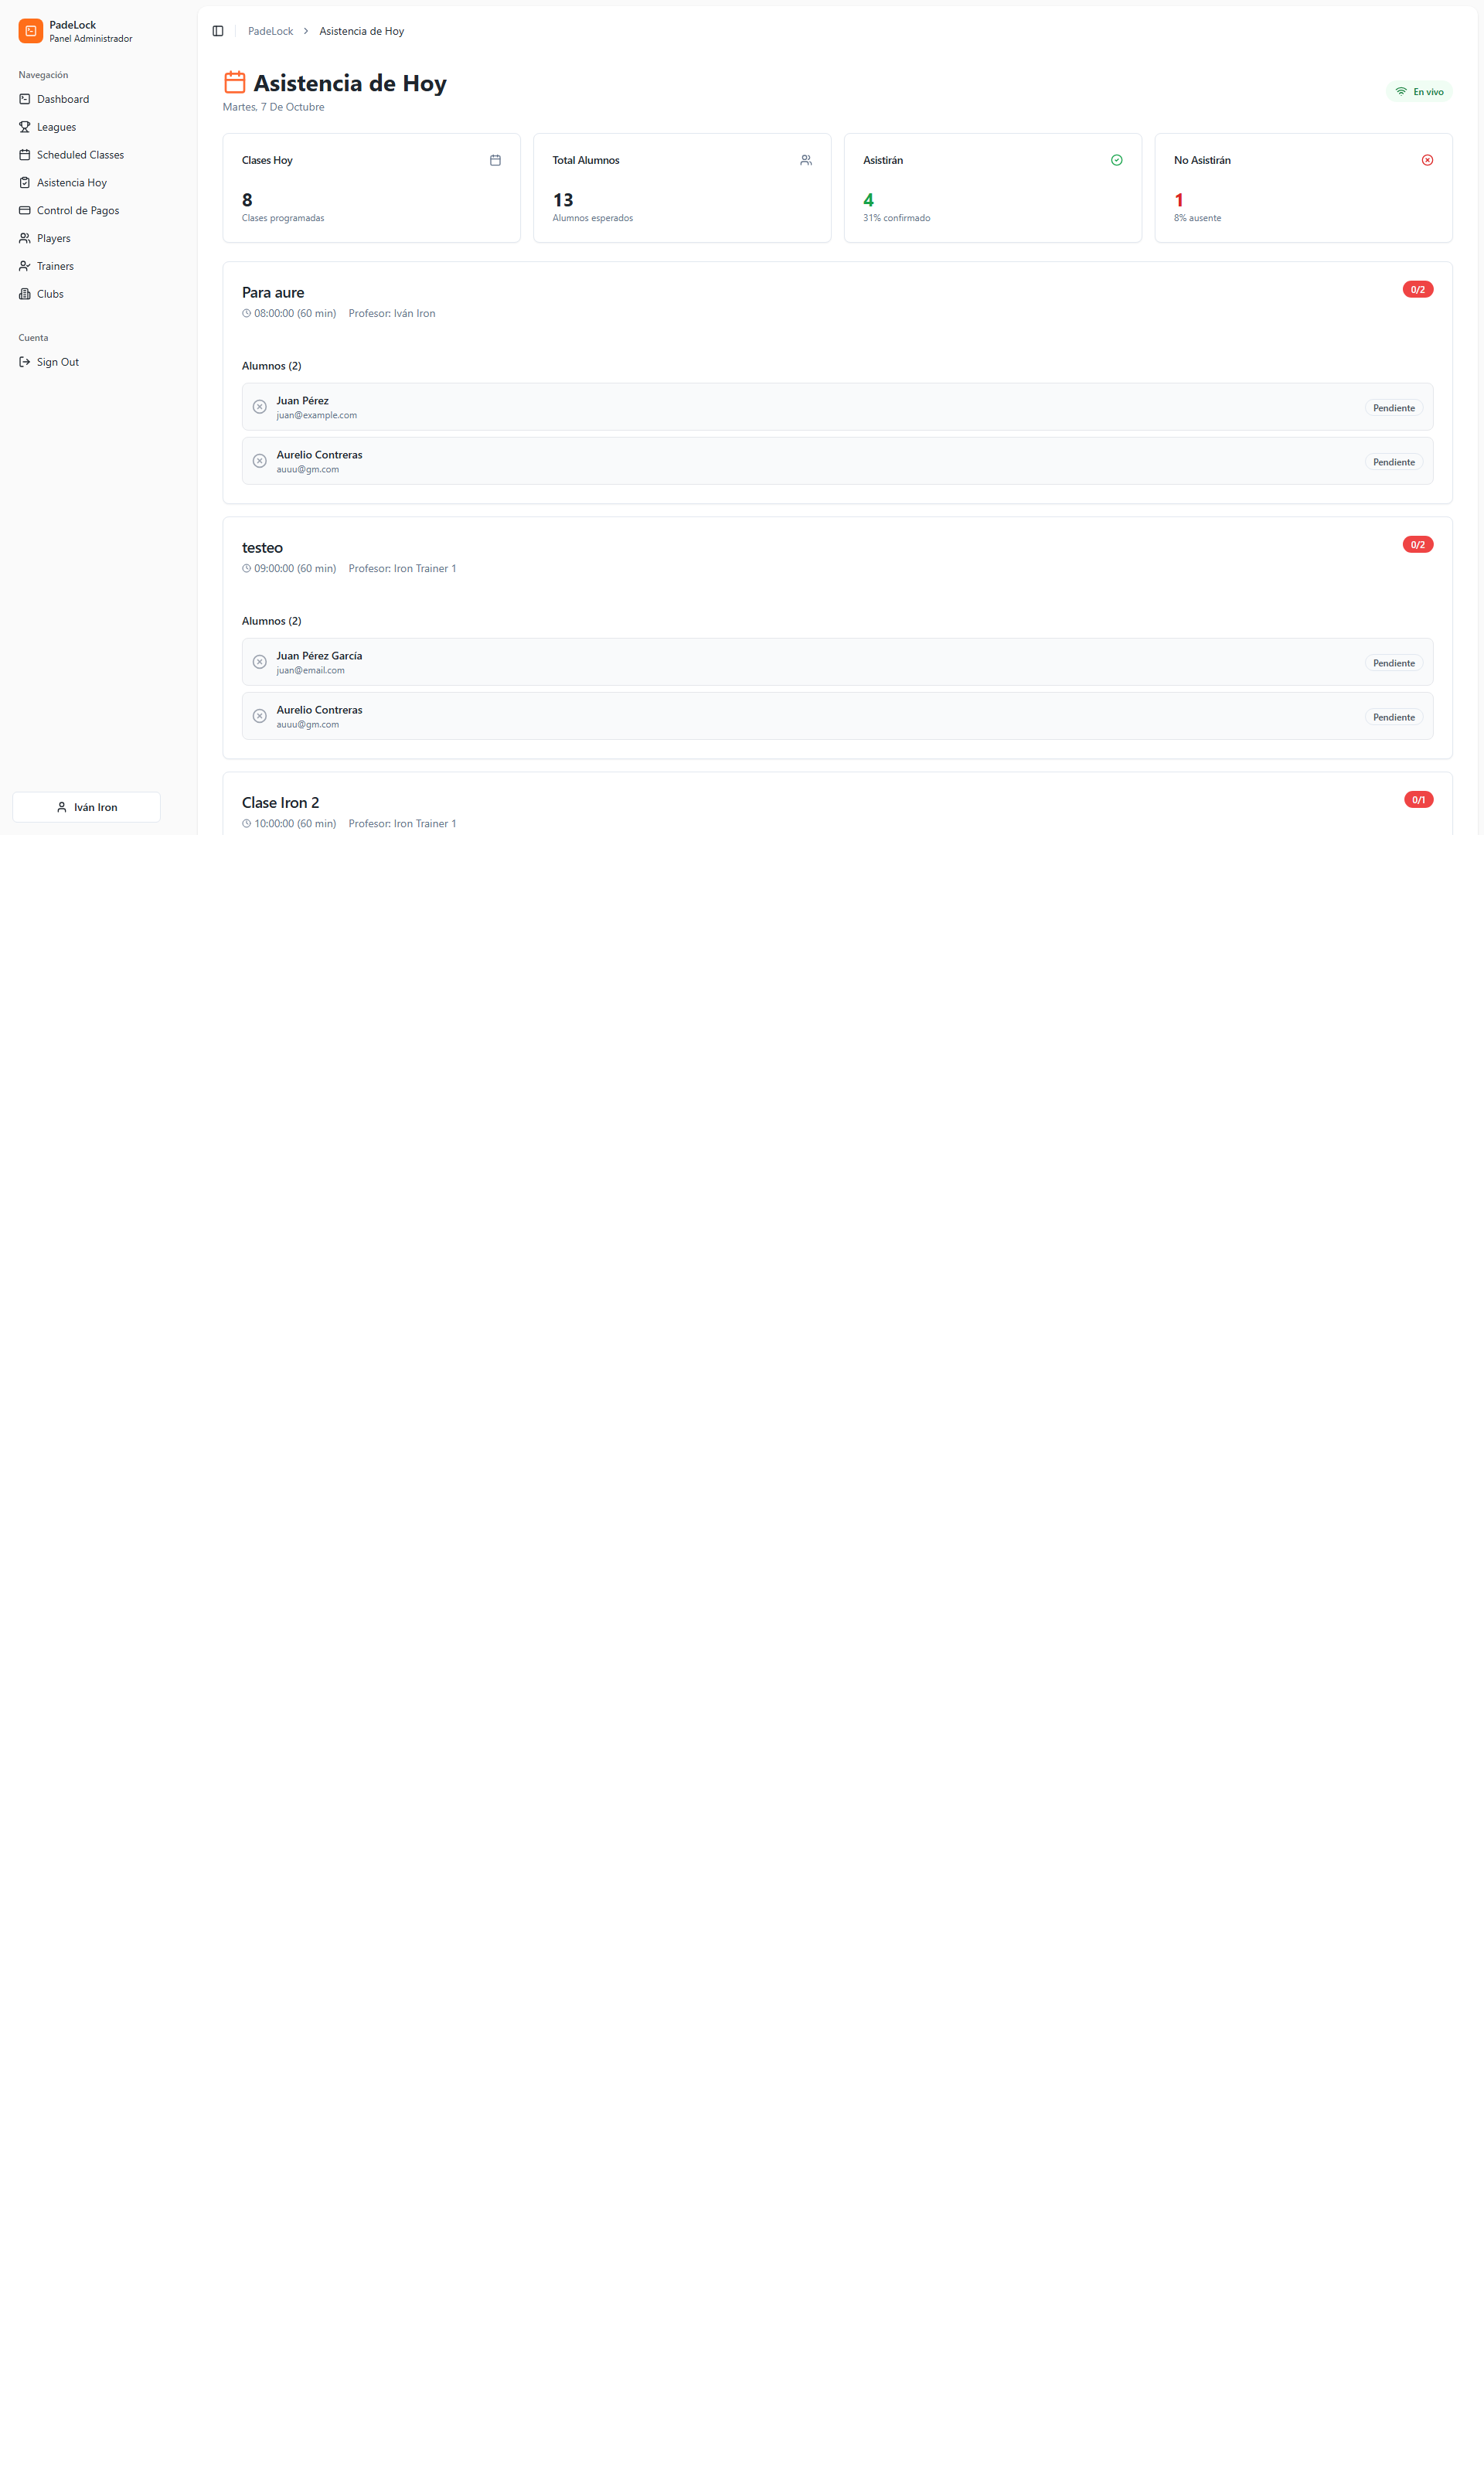 PadeLock
Panel Administrador
Navegación
Dashboard
Leagues
Scheduled Classes
Asistencia Hoy
Control de Pagos
Players
Trainers
Clubs
Cuenta
Sign Out
Iván Iron
PadeLock > Asistencia de Hoy
Asistencia de Hoy
Martes, 7 De Octubre
En vivo
Clases Hoy
8
Clases programadas
Total Alumnos
13
Alumnos esperados
Asistirán
4
31% confirmado
No Asistirán
1
8% ausente
Para aure
0/2
08:00:00 (60 min) Profesor: Iván Iron
Alumnos (2)
Juan Pérez
juan@example.com
Pendiente
Aurelio Contreras
auuu@gm.com
Pendiente
testeo
0/2
09:00:00 (60 min) Profesor: Iron Trainer 1
Alumnos (2)
Juan Pérez García
juan@email.com
Pendiente
Aurelio Contreras
auuu@gm.com
Pendiente
Clase Iron 2
0/1
10:00:00 (60 min) Profesor: Iron Trainer 1